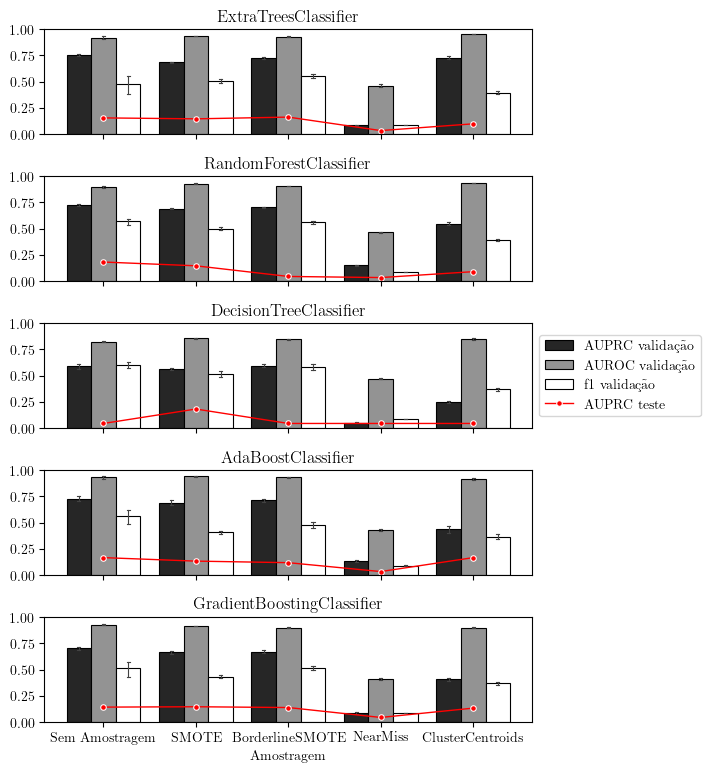 ExtraTreesClassifier
1.00
0.75
0.50
0.25
0.00
RandomForestClassifier
1.00
0.75
0.50
0.25
0.00
DecisionTreeClassifier
1.00
0.75
0.50
0.25
0.00
AUPRC validação
AUROC validação
f1 validação
AUPRC teste
AdaBoostClassifier
1.00
0.75
0.50
0.25
0.00
GradientBoostingClassifier
1.00
0.75
0.50
0.25
0.00
Sem Amostragem SMOTE BorderlineSMOTE NearMiss ClusterCentroids
Amostragem